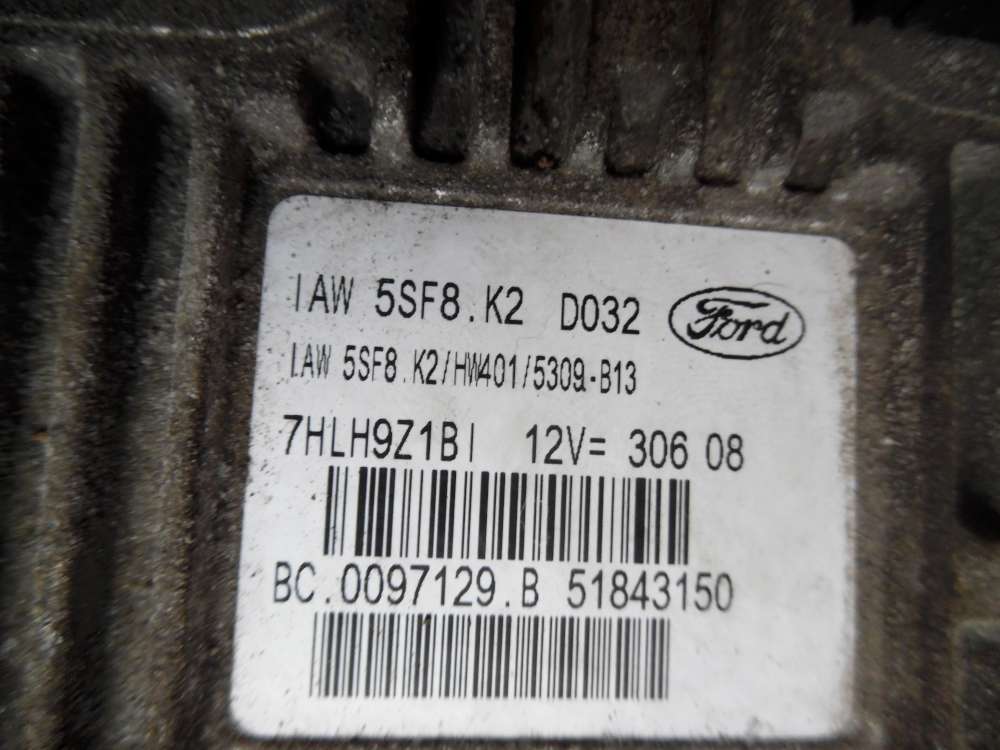 IAW 5SF8.K2 D032 Ford
IAW 5SF8.K2/HW401/5309.-B13
7HLH9Z1BI 12V= 306 08
BC.0097129.B 51843150